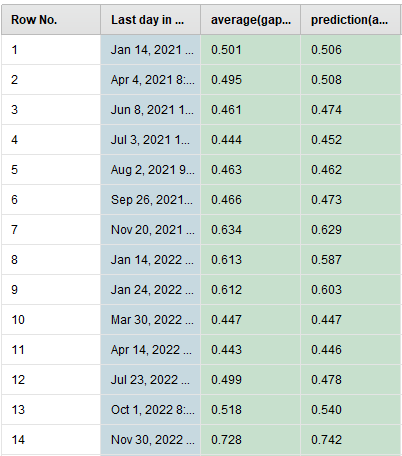 Row No. Last day in ... average(gap... prediction(a...
1 Jan 14, 2021 ... 0.501 0.506
2 Apr 4, 2021 8:... 0.495 0.508
3 Jun 8, 2021 1... 0.461 0.474
4 Jul 3, 2021 1... 0.444 0.452
5 Aug 2, 2021 9... 0.463 0.462
6 Sep 26, 2021... 0.466 0.473
7 Nov 20, 2021 ... 0.634 0.629
8 Jan 14, 2022 ... 0.613 0.587
9 Jan 24, 2022 ... 0.612 0.603
10 Mar 30, 2022 ... 0.447 0.447
11 Apr 14, 2022 ... 0.443 0.446
12 Jul 23, 2022 ... 0.499 0.478
13 Oct 1, 2022 8:... 0.518 0.540
14 Nov 30, 2022 ... 0.728 0.742